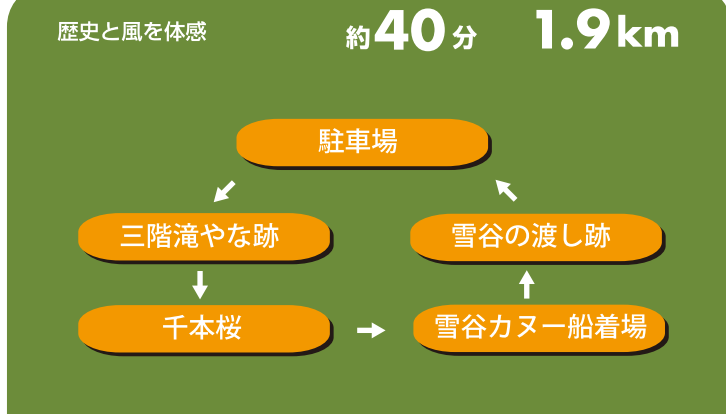 歴史と風を体感
約40分 1.9km
駐車場
三階滝やな跡
雪谷の渡し跡
千本桜
雪谷カヌー船着場